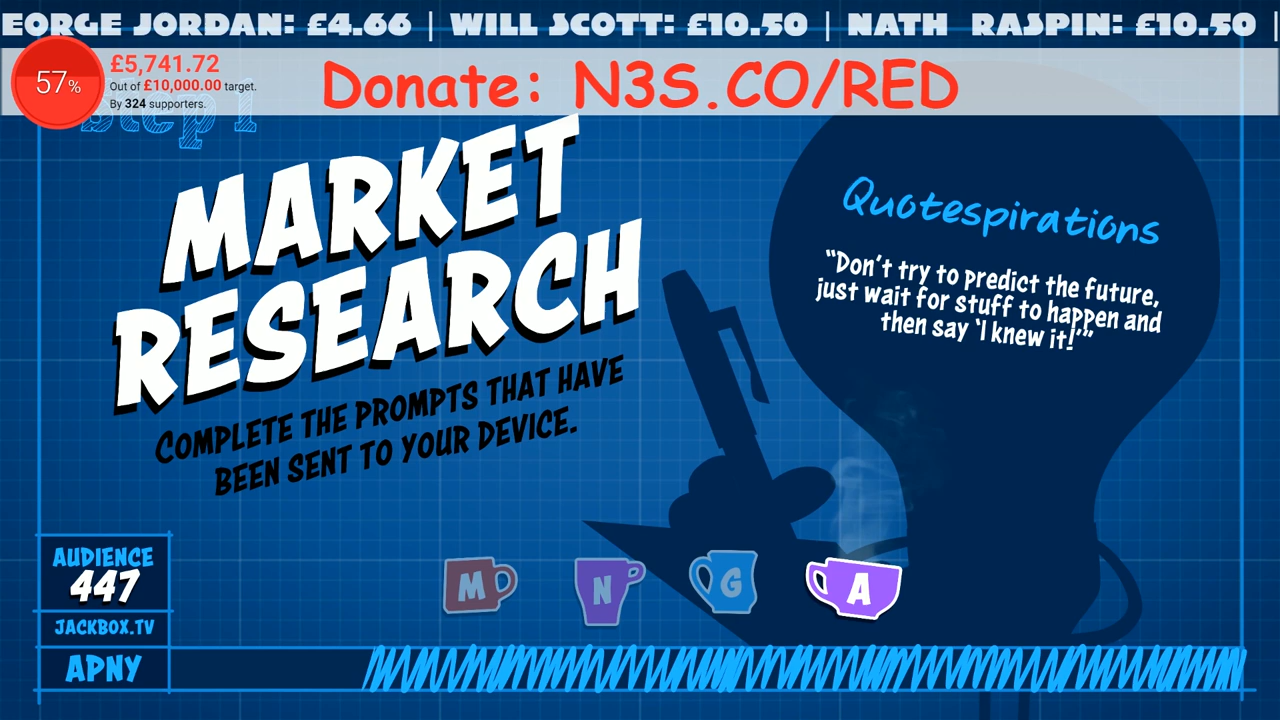 EORGE JORDAN: £4.66 | WILL SCOTT: £10.50 | NATH RASPIN: £10.50 |
57%
£5,741.72
Out of £10,000.00 target.
By 324 supporters.
Donate: N3S.CO/RED
Step 1
MARKET
RESEARCH
COMPLETE THE PROMPTS THAT HAVE
BEEN SENT TO YOUR DEVICE.
Quotespirations
“Don’t try to predict the future,
just wait for stuff to happen and
then say ‘I knew it!’”
M N G A
AUDIENCE
447
JACKBOX.TV
APNY